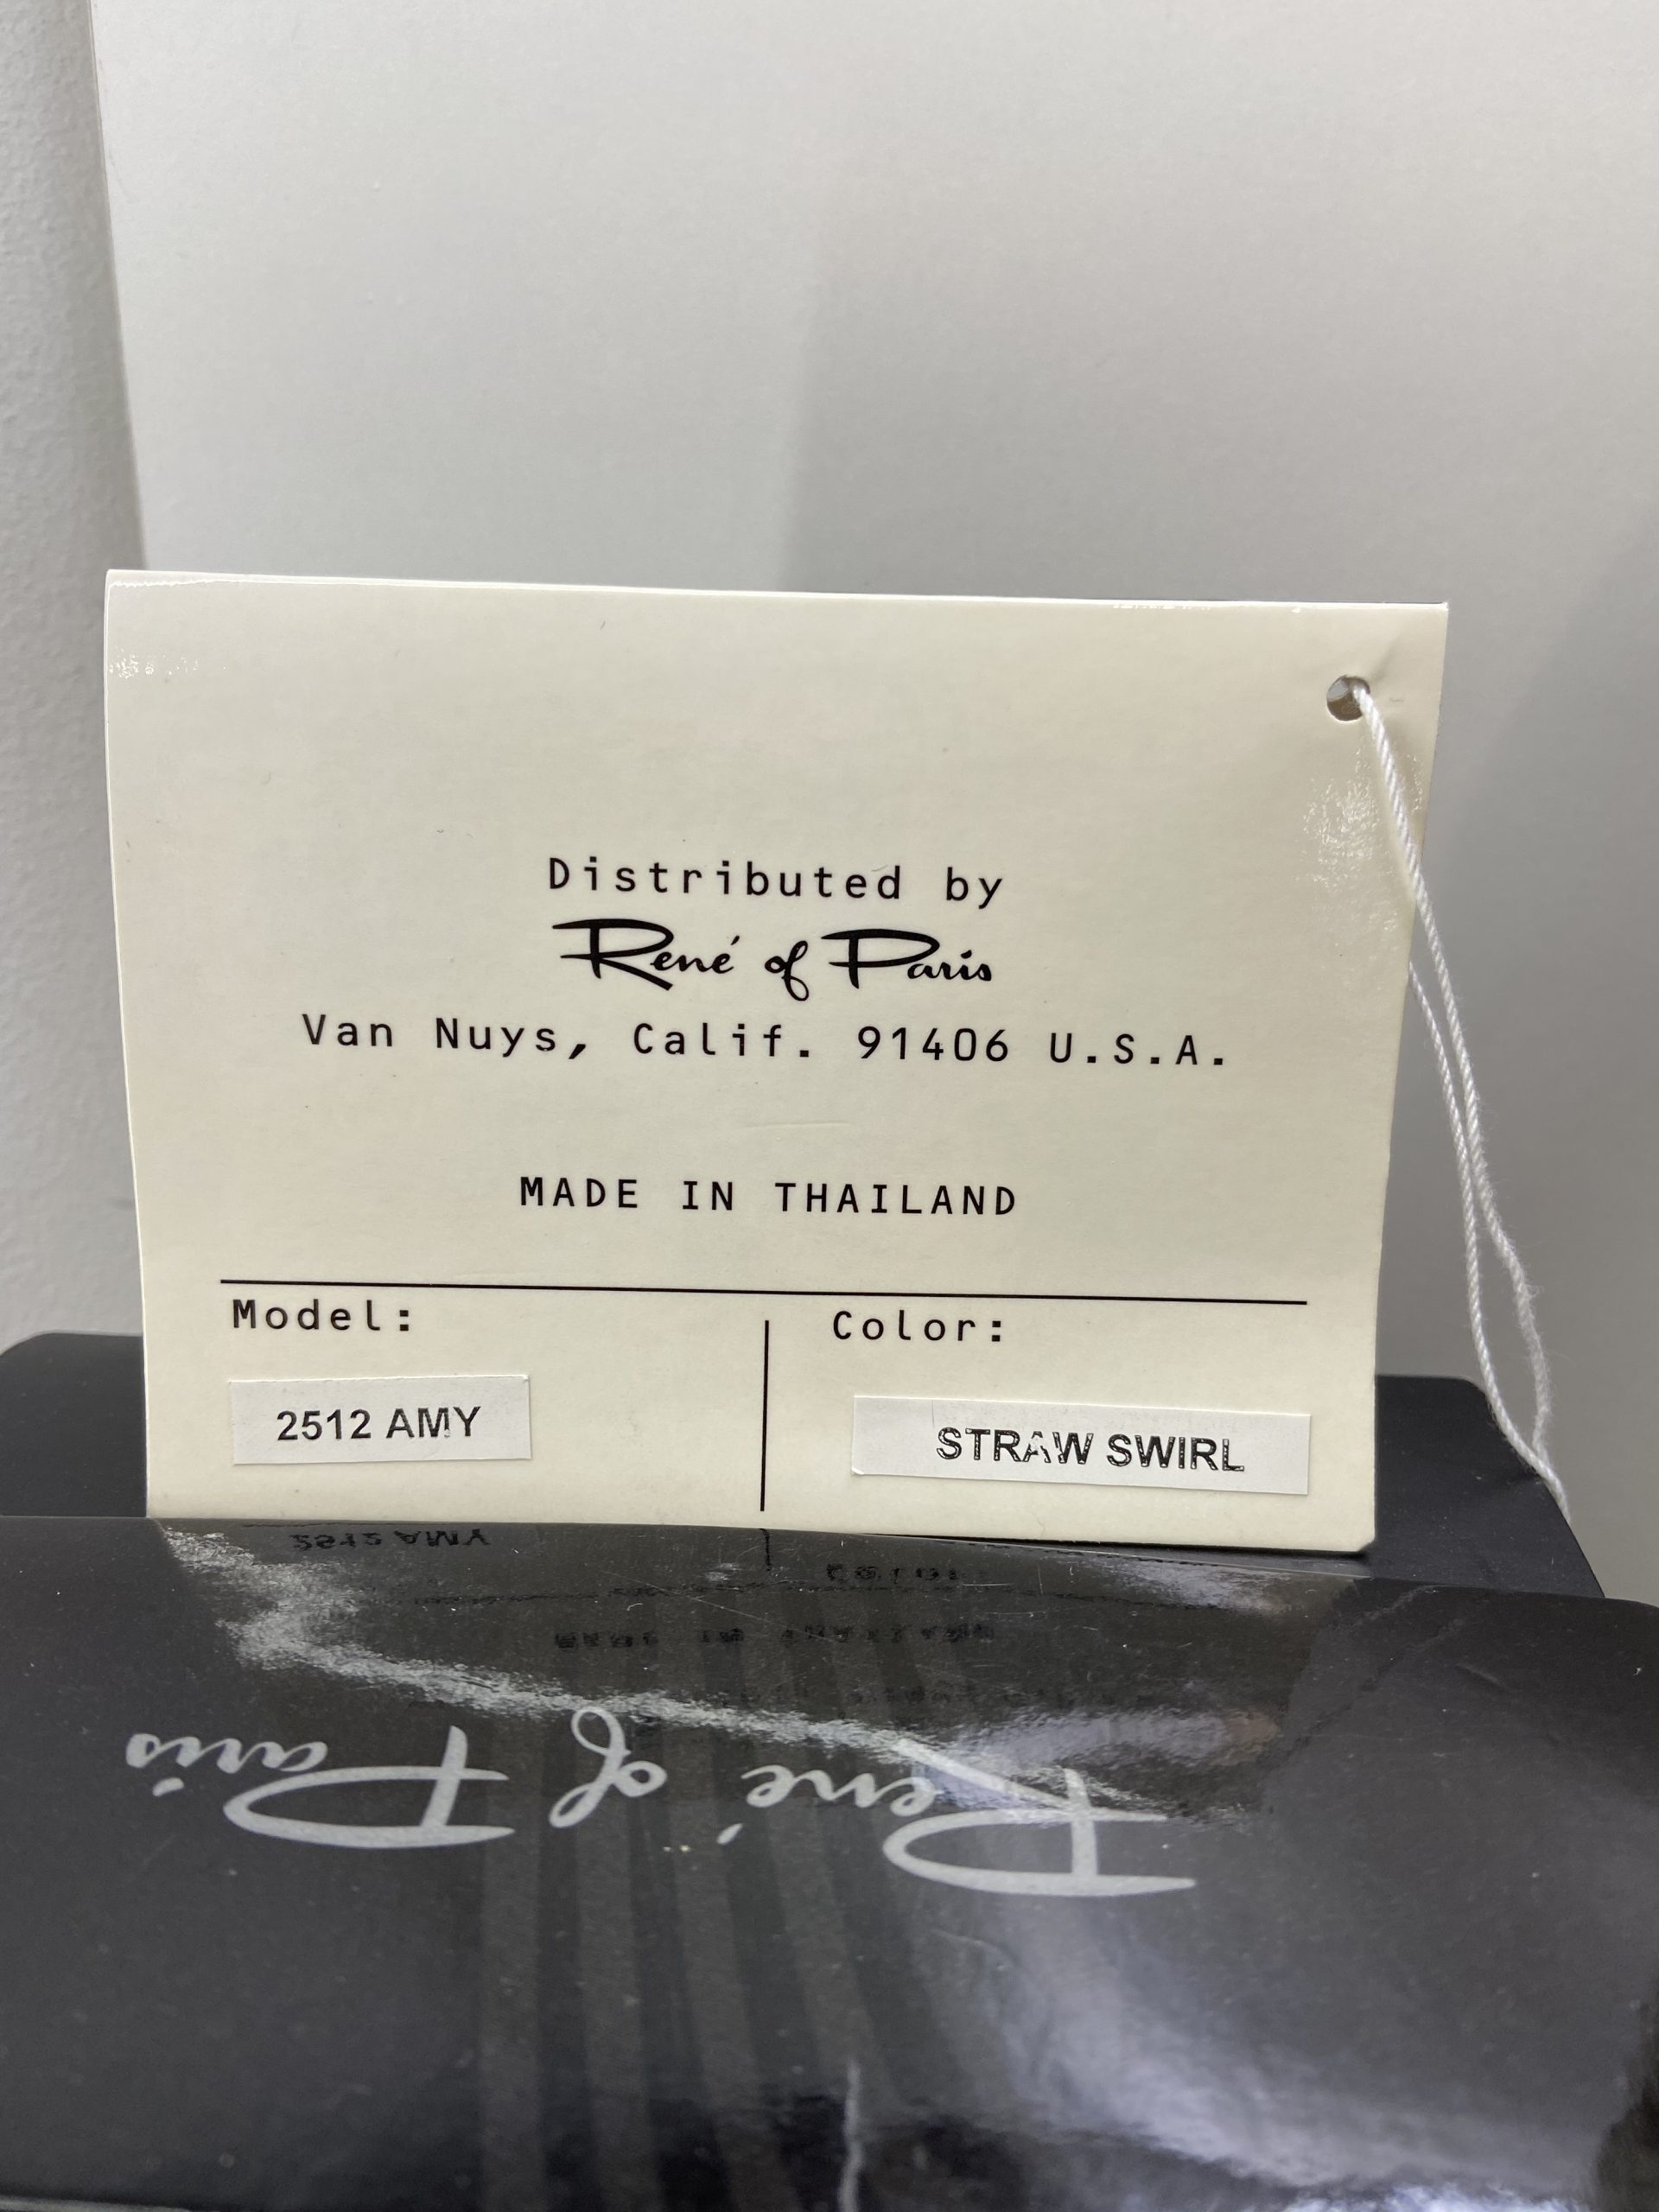 Distributed by
René of Paris
Van Nuys, Calif. 91406 U.S.A.
MADE IN THAILAND
Model:
Color:
2512 AMY
STRAW SWIRL
René of Paris